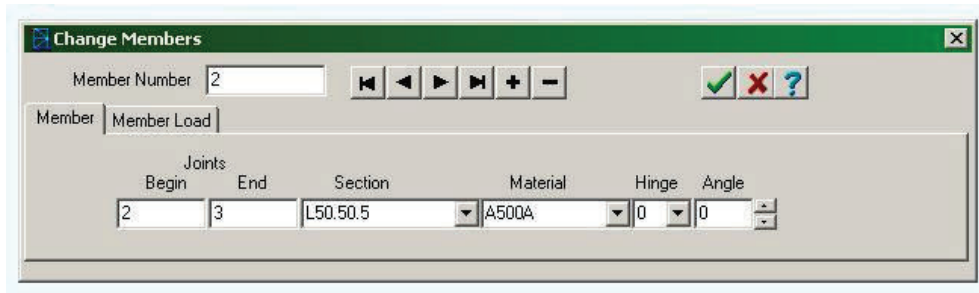 Change Members
Member Number 2
Member Member Load
Joints
Begin End Section Material Hinge Angle
2 3 L50.50.5 A500A 0 0